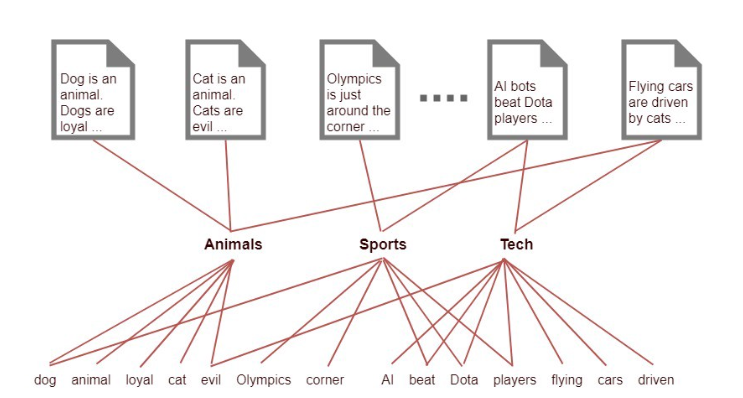 Dog is an
animal.
Dogs are
loyal ...
Cat is an
animal.
Cats are
evil ...
Olympics
is just
around the
corner ...
AI bots
beat Dota
players ...
Flying cars
are driven
by cats ...
Animals Sports Tech
dog animal loyal cat evil Olympics corner AI beat Dota players flying cars driven